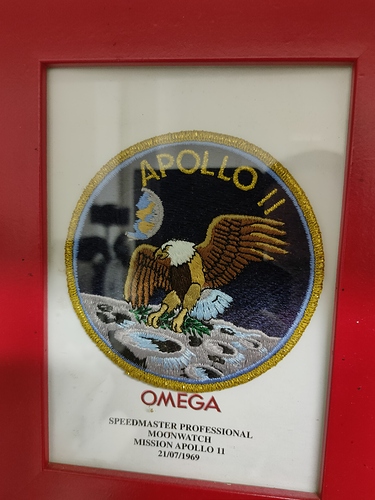 APOLLO 11
OMEGA
SPEEDMASTER PROFESSIONAL
MOONWATCH
MISSION APOLLO 11
21/07/1969